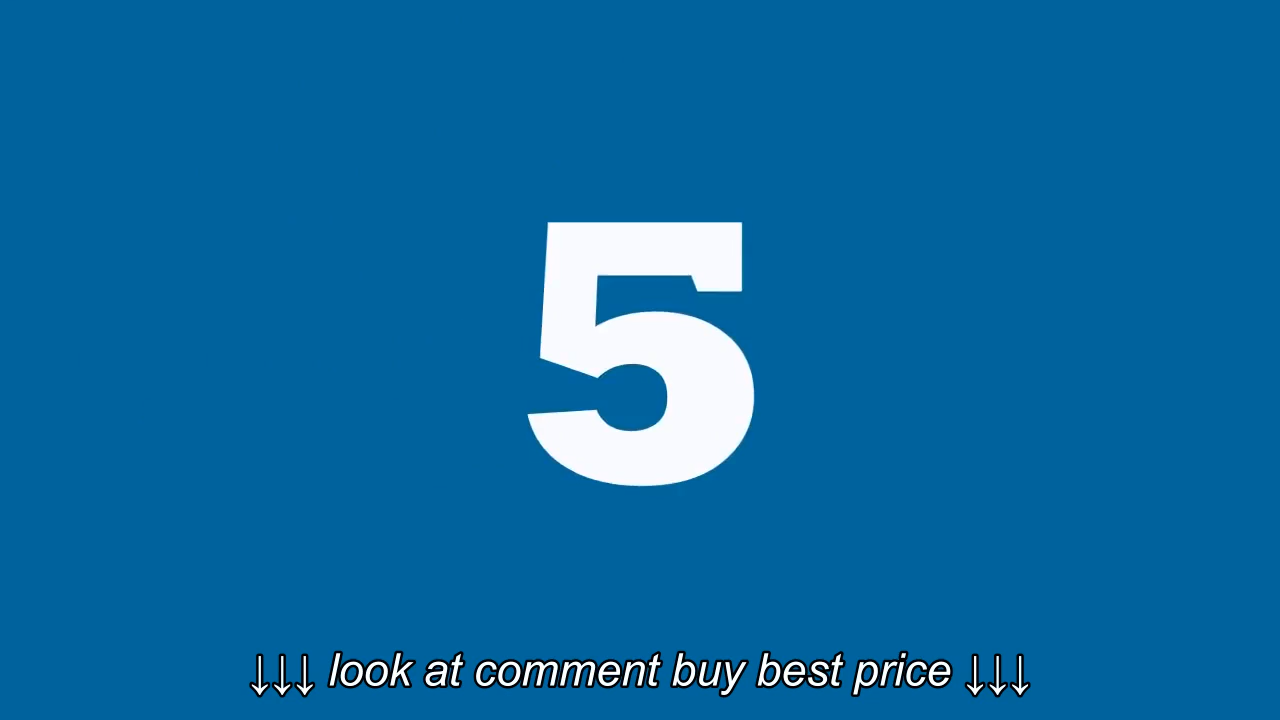 5
↓↓↓ look at comment buy best price ↓↓↓